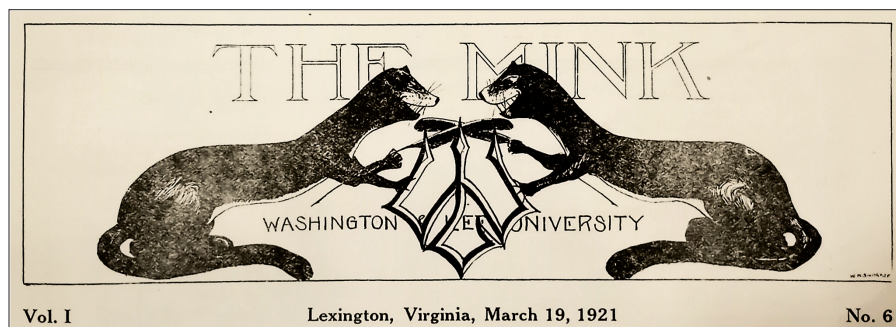 THE MINK
WASHINGTON & LEE UNIVERSITY
Vol. I Lexington, Virginia, March 19, 1921 No. 6